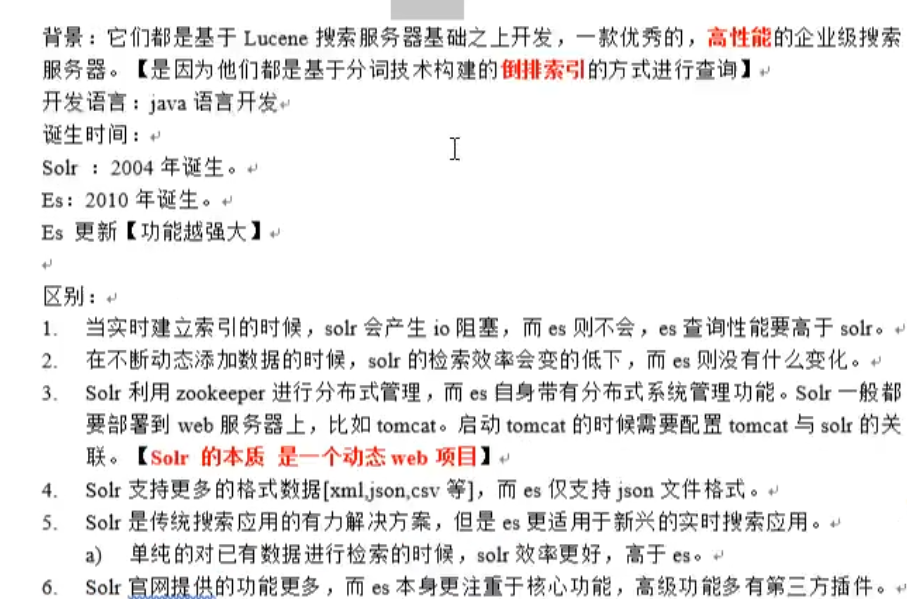 背景：它们都是基于 Lucene 搜索服务器基础之上开发，一款优秀的，高性能的企业级搜索
服务器。【是因为他们都是基于分词技术构建的倒排索引的方式进行查询】
开发语言：java 语言开发
诞生时间：
Solr ：2004 年诞生。
Es：2010 年诞生。
Es 更新【功能越强大】
区别：
1. 当实时建立索引的时候，solr 会产生 io 阻塞，而 es 则不会，es 查询性能要高于 solr。
2. 在不断动态添加数据的时候，solr 的检索效率会变的低下，而 es 则没有什么变化。
3. Solr 利用 zookeeper 进行分布式管理，而 es 自身带有分布式系统管理功能。Solr 一般都
要部署到 web 服务器上，比如 tomcat。启动 tomcat 的时候需要配置 tomcat 与 solr 的关
联。【Solr 的本质 是一个动态 web 项目】
4. Solr 支持更多的格式数据[xml,json,csv 等]，而 es 仅支持 json 文件格式。
5. Solr 是传统搜索应用的有力解决方案，但是 es 更适用于新兴的实时搜索应用。
a) 单纯的对已有数据进行检索的时候，solr 效率更好，高于 es。
6. Solr 官网提供的功能更多，而 es 本身更注重于核心功能，高级功能多有第三方插件。